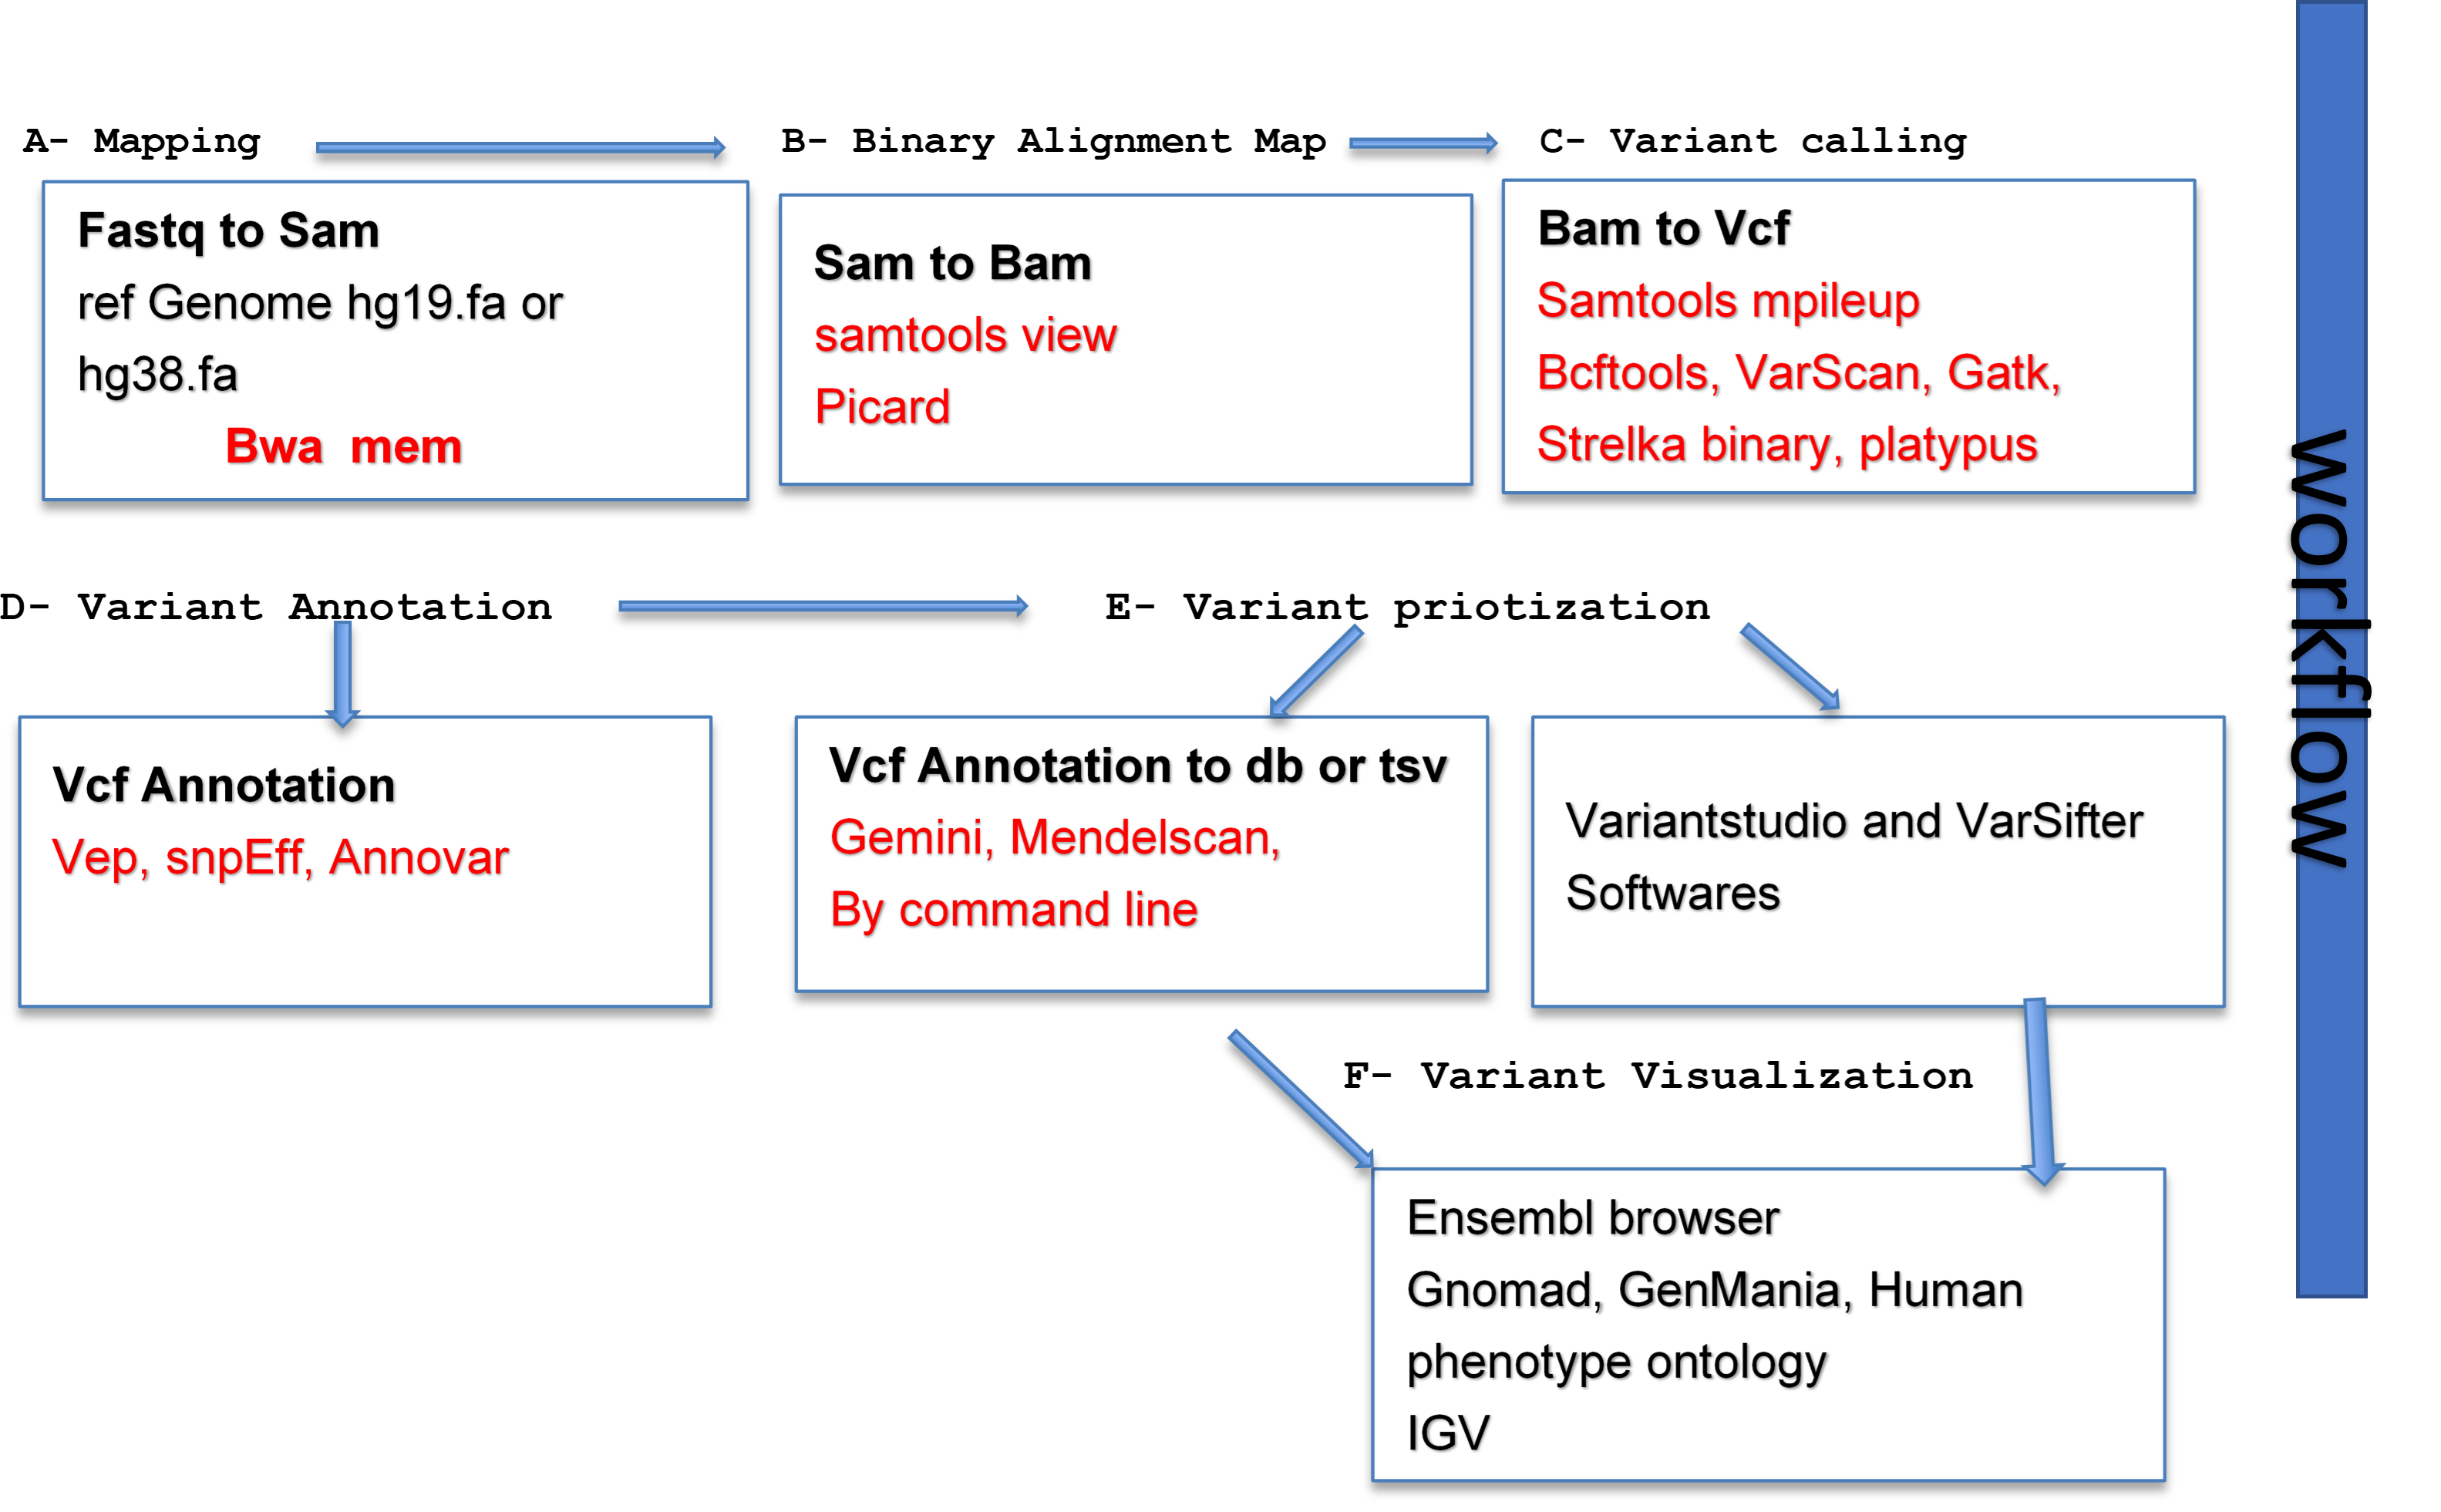 A- Mapping
B- Binary Alignment Map
C- Variant calling
Fastq to Sam
ref Genome hg19.fa or
hg38.fa
Bwa  mem
Sam to Bam
samtools view
Picard
Bam to Vcf
Samtools mpileup
Bcftools, VarScan, Gatk,
Strelka binary, platypus
D- Variant Annotation
E- Variant priotization
Vcf Annotation
Vep, snpEff, Annovar
Vcf Annotation to db or tsv
Gemini, Mendelscan,
By command line
Variantstudio and VarSifter
Softwares
F- Variant Visualization
Ensembl browser
Gnomad, GenMania, Human
phenotype ontology
IGV
workflow